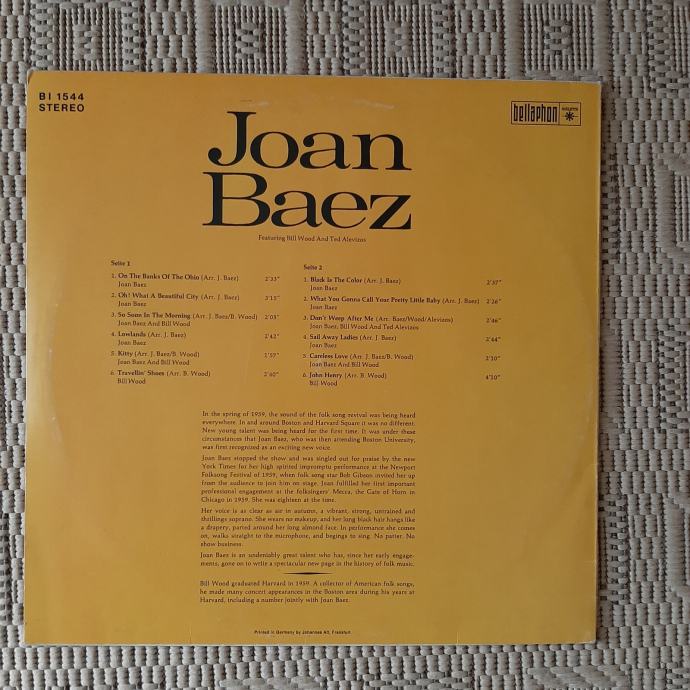 BI 1544
STEREO
bellaphon
Joan
Baez
Featuring Bill Wood And Ted Alevizos
Seite 1
1. On The Banks Of The Ohio (Arr. J. Baez) 2'33"
Joan Baez
2. Oh! What A Beautiful City (Arr. J. Baez) 3'15"
Joan Baez
3. So Soon In The Morning (Arr. J. Baez/B. Wood) 2'03"
Joan Baez And Bill Wood
4. Lowlands (Arr. J. Baez) 2'42"
Joan Baez
5. Kitty (Arr. J. Baez/B. Wood) 1'57"
Joan Baez And Bill Wood
6. Travellin' Shoes (Arr. B. Wood) 2'40"
Bill Wood
Seite 2
1. Black Is The Color (Arr. J. Baez) 2'37"
Joan Baez
2. What You Gonna Call Your Pretty Little Baby (Arr. J. Baez) 2'26"
Joan Baez
3. Don't Weep After Me (Arr. Baez/Wood/Alevizos) 2'46"
Joan Baez, Bill Wood And Ted Alevizos
4. Sail Away Ladies (Arr. J. Baez) 2'44"
Joan Baez
5. Careless Love (Arr. J. Baez/B. Wood) 2'30"
Joan Baez And Bill Wood
6. John Henry (Arr. B. Wood) 4'10"
Bill Wood
In the spring of 1959, the sound of the folk song revival was being heard
everywhere. In and around Boston and Harvard Square it was no different.
New young talent was being heard for the first time. It was under these
circumstances that Joan Baez, who was then attending Boston University,
was first recognized as an exciting new voice.
Joan Baez stopped the show and was singled out for praise by the new
York Times for her high spirited impromptu performance at the Newport
Folksong Festival of 1959, when folk song star Bob Gibson invited her up
from the audience to join him on stage. Joan fulfilled her first important
professional engagement at the folksingers' Mecca, the Gate of Horn in
Chicago in 1959. She was eighteen at the time.
Her voice is as clear as air in autumn, a vibrant, strong, untrained and
thrillings soprano. She wears no makeup, and her long black hair hangs like
a drapery, parted around her long almond face. In performance she comes
on, walks straight to the microphone, and begings to sing. No patter. No
show business.
Joan Baez is an undeniably great talent who has, since her early engage-
ments, gone on to write a spectacular new page in the history of folk music.
Bill Wood graduated Harvard in 1959. A collector of American folk songs,
he made many concert appearances in the Boston area during his years at
Harvard, including a number jointly with Joan Baez.
Printed in Germany by Johannes Alt, Frankfurt